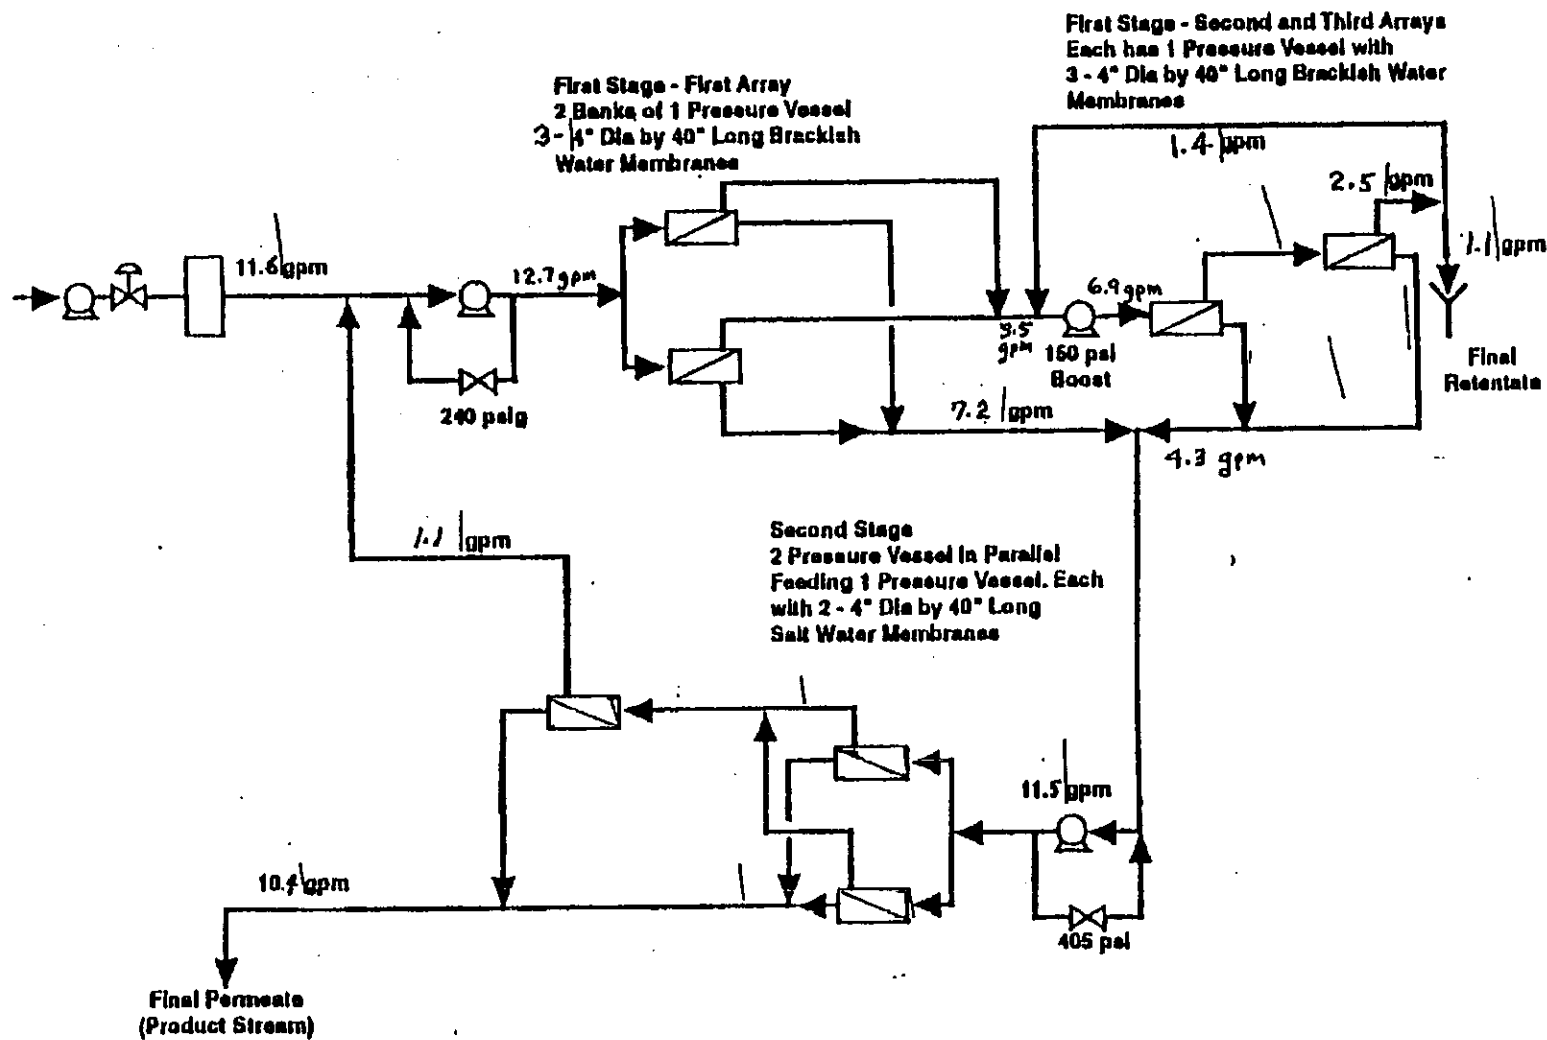 First Stage - Second and Third Arrays
Each has 1 Pressure Vessel with
3 - 4" Dia by 40" Long Brackish Water
Membranes
First Stage - First Array
2 Banks of 1 Pressure Vessel
3 - 4" Dia by 40" Long Brackish
Water Membranes
1.4 gpm
2.5 gpm
1.1 gpm
11.6 gpm
12.7 gpm
6.9 gpm
gpm
150 psi
Boost
Final
Retentate
240 psig
7.2 gpm
4.3 gpm
1.1 gpm
Second Stage
2 Pressure Vessel in Parallel
Feeding 1 Pressure Vessel. Each
with 2 - 4" Dia by 40" Long
Salt Water Membranes
11.5 gpm
10.4 gpm
405 psi
Final Permeate
(Product Stream)